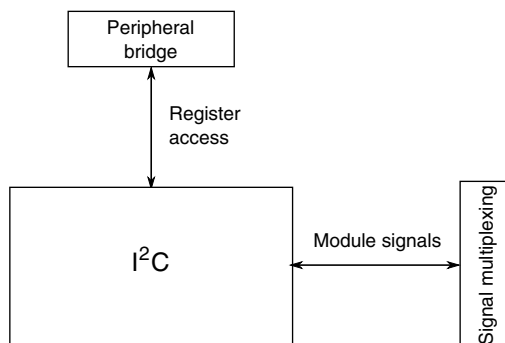 Peripheral
bridge
Register
access
I²C
Module signals
Signal multiplexing